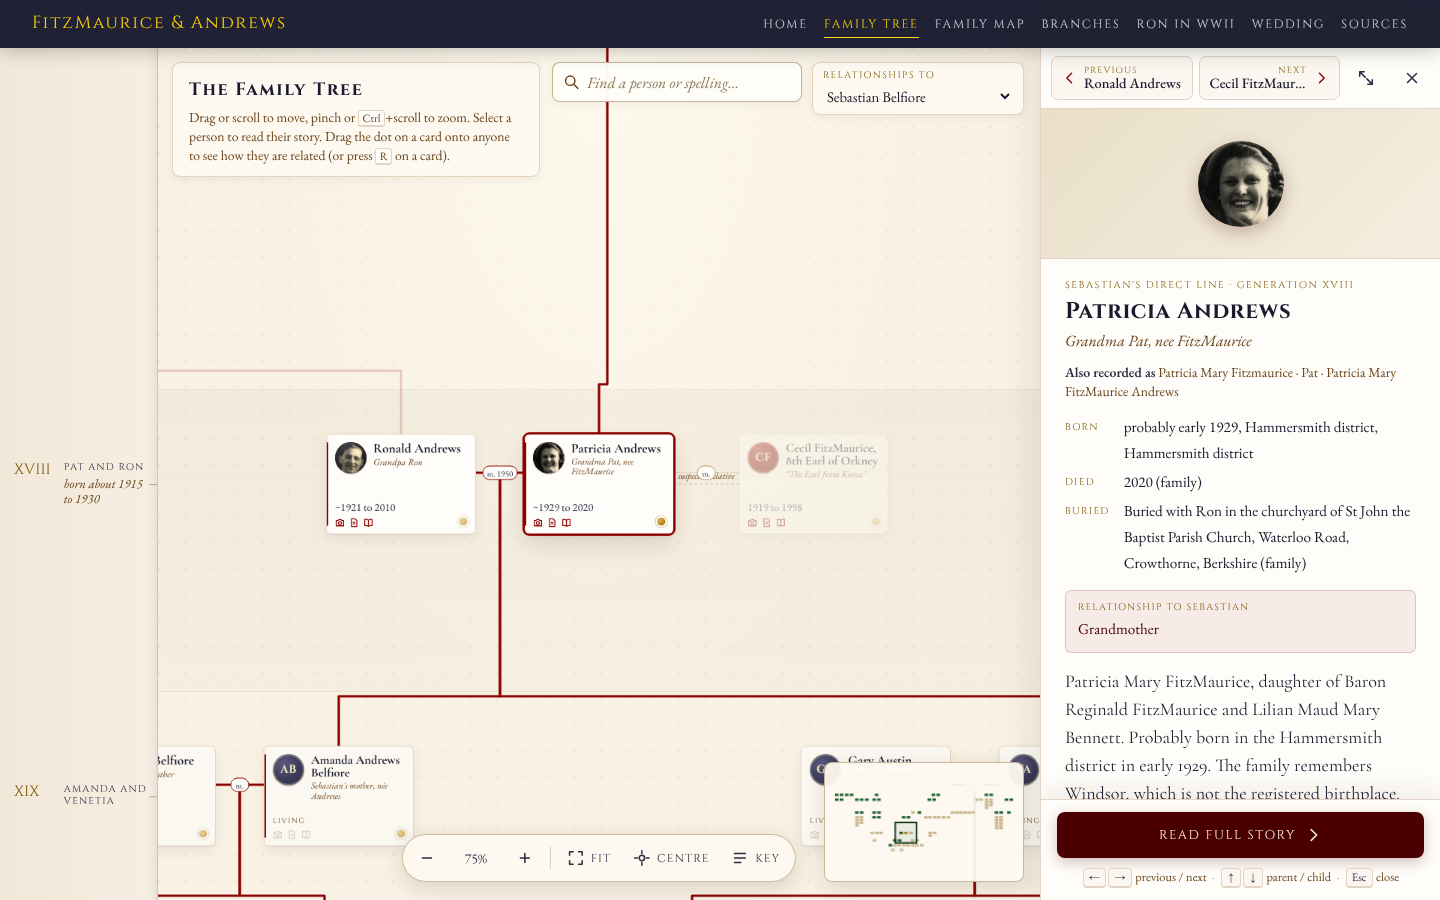 FitzMaurice & Andrews
HOME FAMILY TREE FAMILY MAP BRANCHES RON IN WWII WEDDING SOURCES
The Family Tree
Drag or scroll to move, pinch or Ctrl +scroll to zoom. Select a
person to read their story. Drag the dot on a card onto anyone
to see how they are related (or press R on a card).
Find a person or spelling...
RELATIONSHIPS TO
Sebastian Belfiore
PREVIOUS
Ronald Andrews
NEXT
Cecil FitzMaur...
XVIII
PAT AND RON
born about 1915
to 1930
Ronald Andrews
Grandpa Ron
~1921 to 2010
m. 1950
Patricia Andrews
Grandma Pat, nee
FitzMaurice
~1929 to 2020
m.
CF
Cecil FitzMaurice,
8th Earl of Orkney
"The Earl from Korea"
1919 to 1998
XIX
AMANDA AND
VENETIA
Belfiore
m.
AB
Amanda Andrews
Belfiore
Sebastian's mother, née
Andrews
LIVING
Gary Austin
75%
FIT
CENTRE
KEY
SEBASTIAN'S DIRECT LINE · GENERATION XVIII
Patricia Andrews
Grandma Pat, nee FitzMaurice
Also recorded as Patricia Mary Fitzmaurice · Pat · Patricia Mary
FitzMaurice Andrews
BORN
probably early 1929, Hammersmith district,
Hammersmith district
DIED
2020 (family)
BURIED
Buried with Ron in the churchyard of St John the
Baptist Parish Church, Waterloo Road,
Crowthorne, Berkshire (family)
RELATIONSHIP TO SEBASTIAN
Grandmother
Patricia Mary FitzMaurice, daughter of Baron
Reginald FitzMaurice and Lilian Maud Mary
Bennett. Probably born in the Hammersmith
district in early 1929. The family remembers
Windsor, which is not the registered birthplace.
READ FULL STORY
← → previous / next · ↑ ↓ parent / child · Esc close